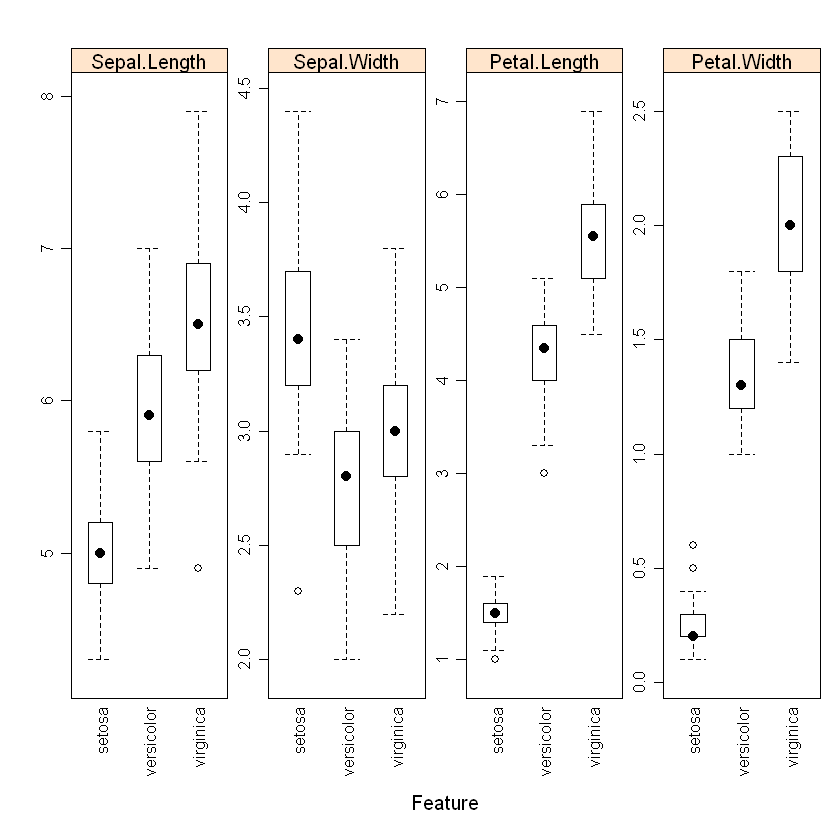 Sepal.Length
8
7
6
5
setosa
versicolor
virginica
Sepal.Width
4.5
4.0
3.5
3.0
2.5
2.0
setosa
versicolor
virginica
Petal.Length
7
6
5
4
3
2
1
setosa
versicolor
virginica
Petal.Width
2.5
2.0
1.5
1.0
0.5
0.0
setosa
versicolor
virginica
Feature